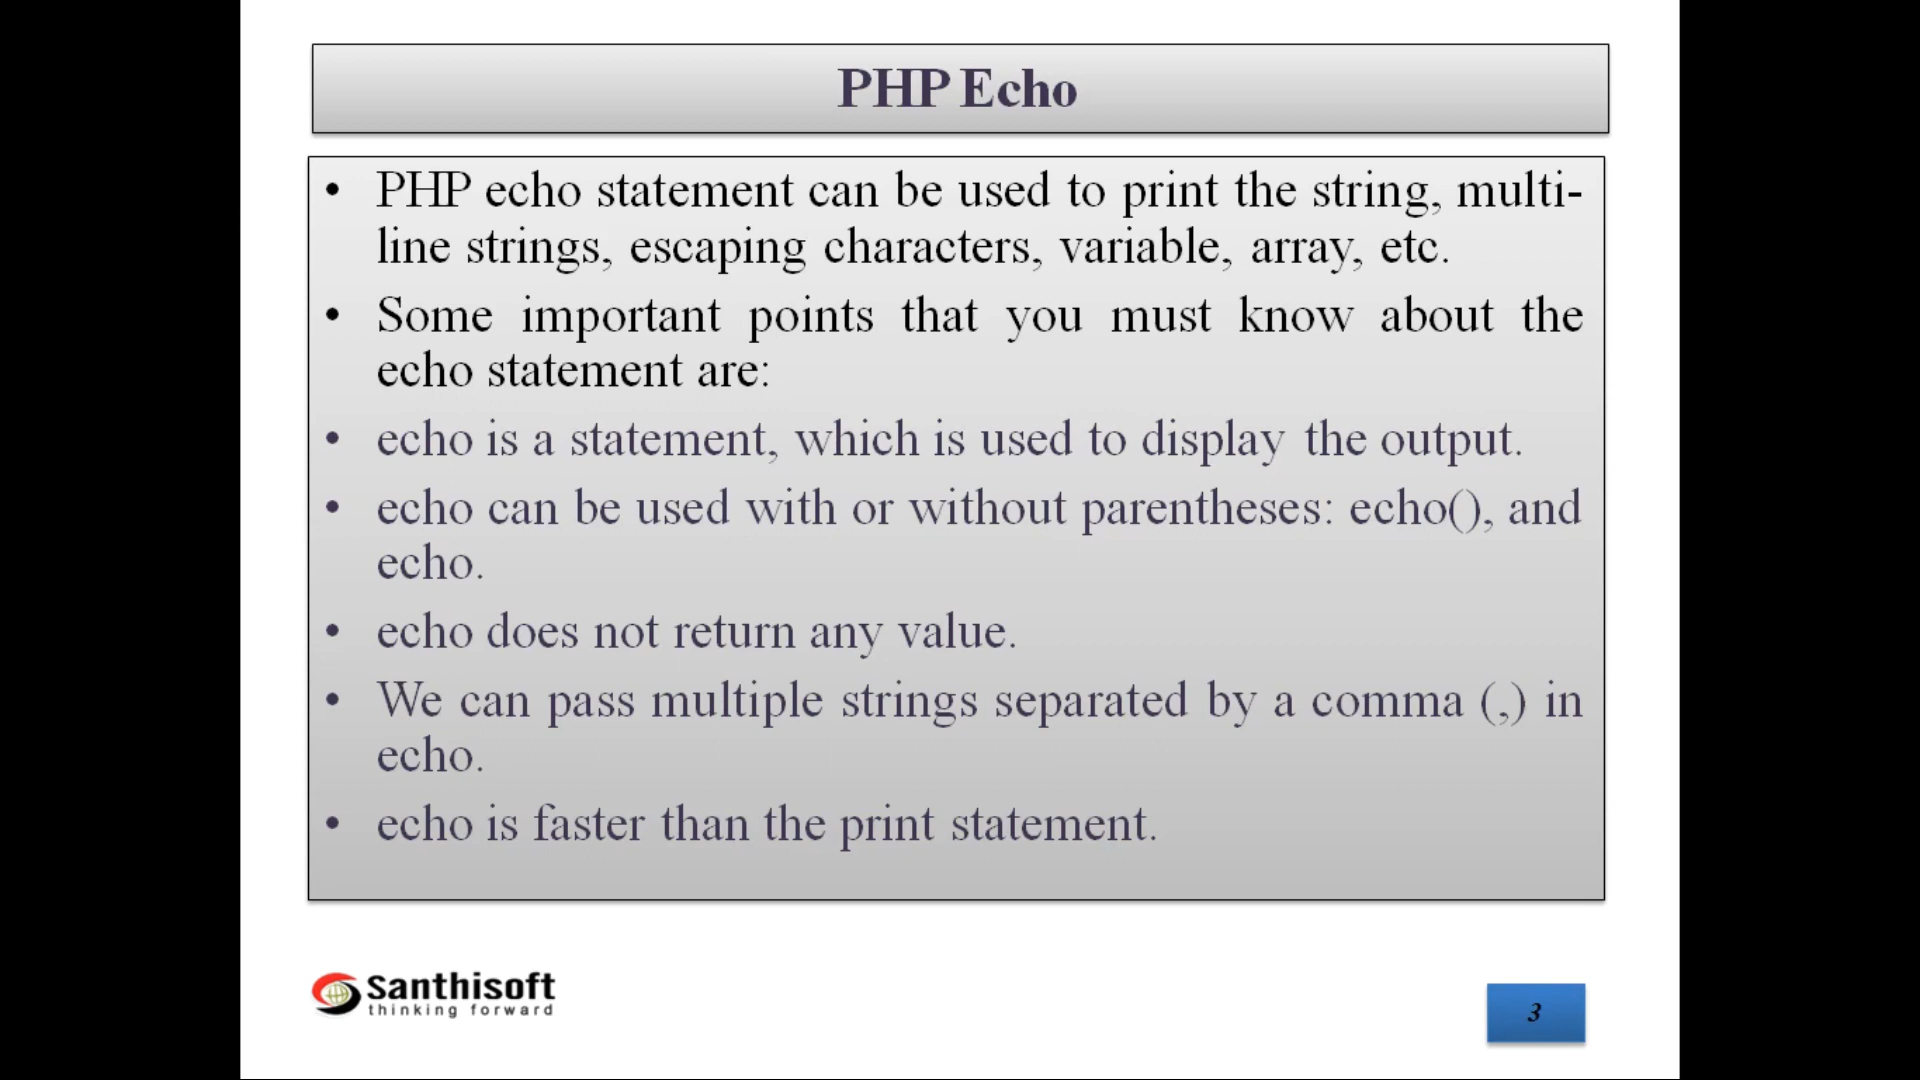 PHP Echo
• PHP echo statement can be used to print the string, multi-
line strings, escaping characters, variable, array, etc.
• Some important points that you must know about the
echo statement are:
• echo is a statement, which is used to display the output.
• echo can be used with or without parentheses: echo(), and
echo.
• echo does not return any value.
• We can pass multiple strings separated by a comma (,) in
echo.
• echo is faster than the print statement.
Santhisoft
thinking forward
3